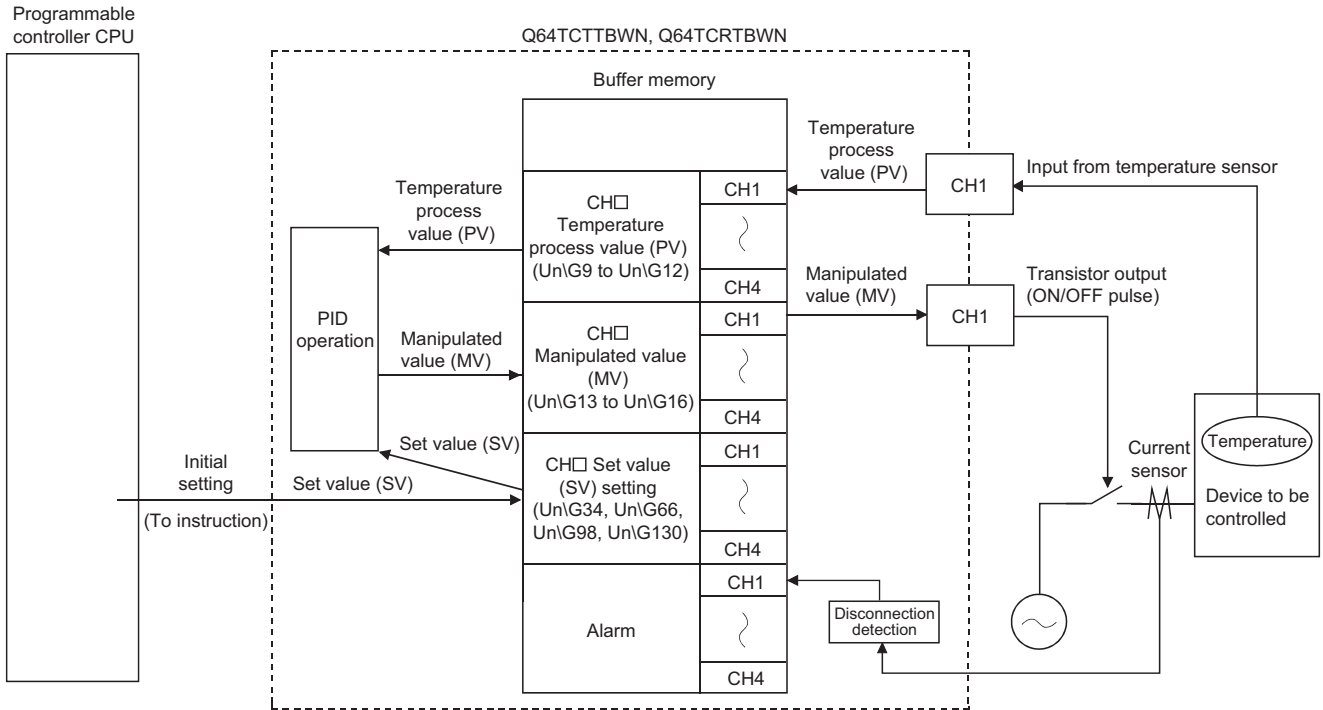 Programmable
controller CPU
Q64TCTTBWN, Q64TCRTBWN
Buffer memory
Temperature
process
value (PV)
CH1
Input from temperature sensor
Temperature
process
value (PV)
CH□
Temperature
process value (PV)
(Un\G9 to Un\G12)
CH1
CH4
PID
operation
Manipulated
value (MV)
CH□
Manipulated value
(MV)
(Un\G13 to Un\G16)
CH1
CH4
Manipulated
value (MV)
CH1
Transistor output
(ON/OFF pulse)
Set value (SV)
Initial
setting
(To instruction)
Set value (SV)
CH□ Set value
(SV) setting
(Un\G34, Un\G66,
Un\G98, Un\G130)
CH1
CH4
Current
sensor
Temperature
Device to be
controlled
Alarm
CH1
CH4
Disconnection
detection